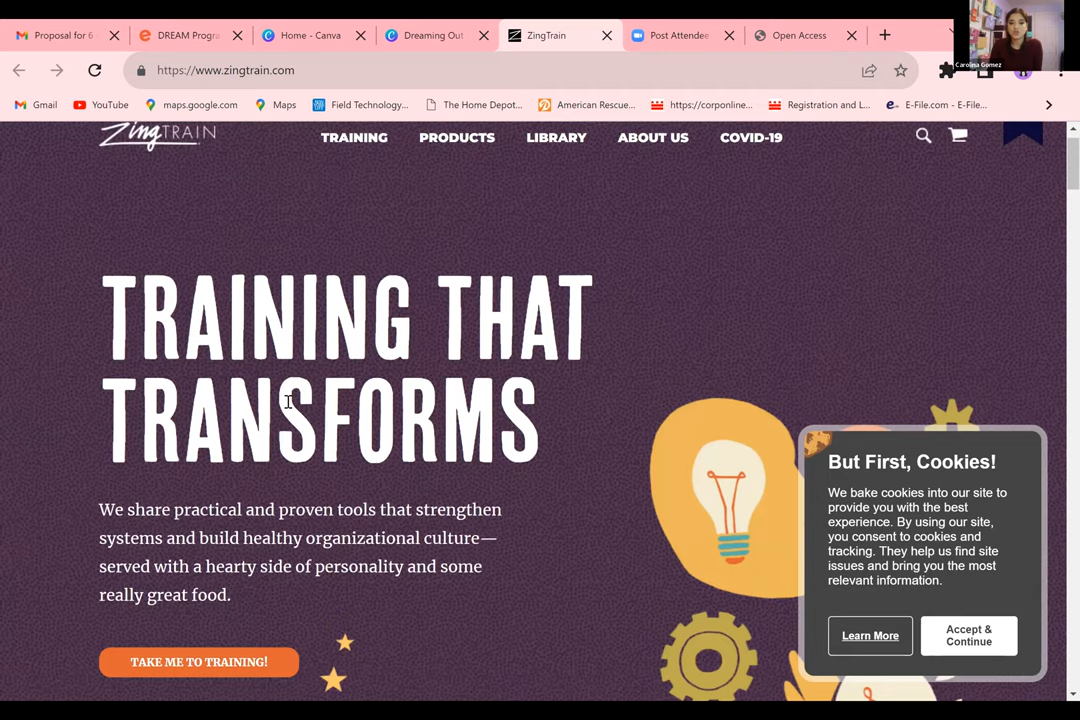 Proposal for 6
DREAM Progra
Home - Canva
Dreaming Out
ZingTrain
Post Attendee
Open Access
Carolina Gomez
https://www.zingtrain.com
Gmail
YouTube
maps.google.com
Maps
Field Technology...
The Home Depot...
American Rescue...
https://corponline...
Registration and L...
E-File.com - E-File...
ZingTRAIN
TRAINING
PRODUCTS
LIBRARY
ABOUT US
COVID-19
TRAINING THAT
TRANSFORMS
We share practical and proven tools that strengthen
systems and build healthy organizational culture—
served with a hearty side of personality and some
really great food.
TAKE ME TO TRAINING!
But First, Cookies!
We bake cookies into our site to
provide you with the best
experience. By using our site,
you consent to cookies and
tracking. They help us find site
issues and bring you the most
relevant information.
Learn More
Accept &
Continue